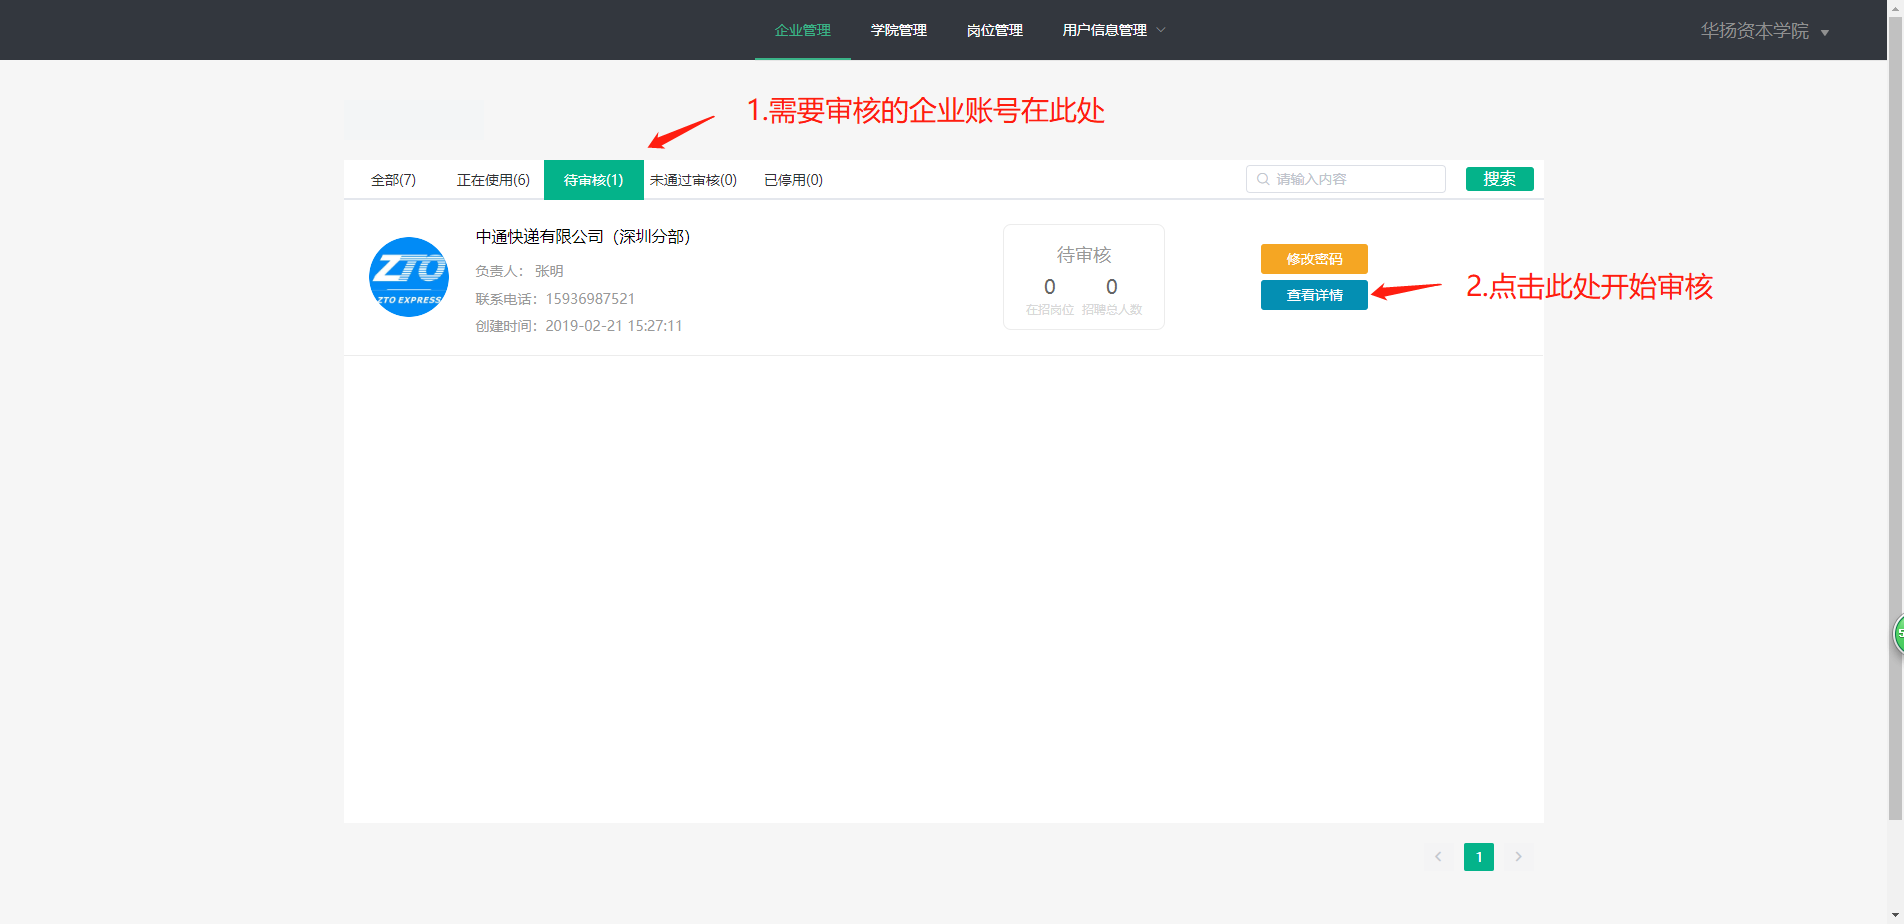 企业管理 学院管理 岗位管理 用户信息管理 华扬资本学院
1.需要审核的企业账号在此处
全部(7) 正在使用(6) 待审核(1) 未通过审核(0) 已停用(0) 请输入内容 搜索
中通快递有限公司（深圳分部）
负责人： 张明
联系电话：15936987521
创建时间：2019-02-21 15:27:11
ZTO
ZTO EXPRESS
待审核
0 0
在招岗位 招聘总人数
修改密码
查看详情
2.点击此处开始审核
1